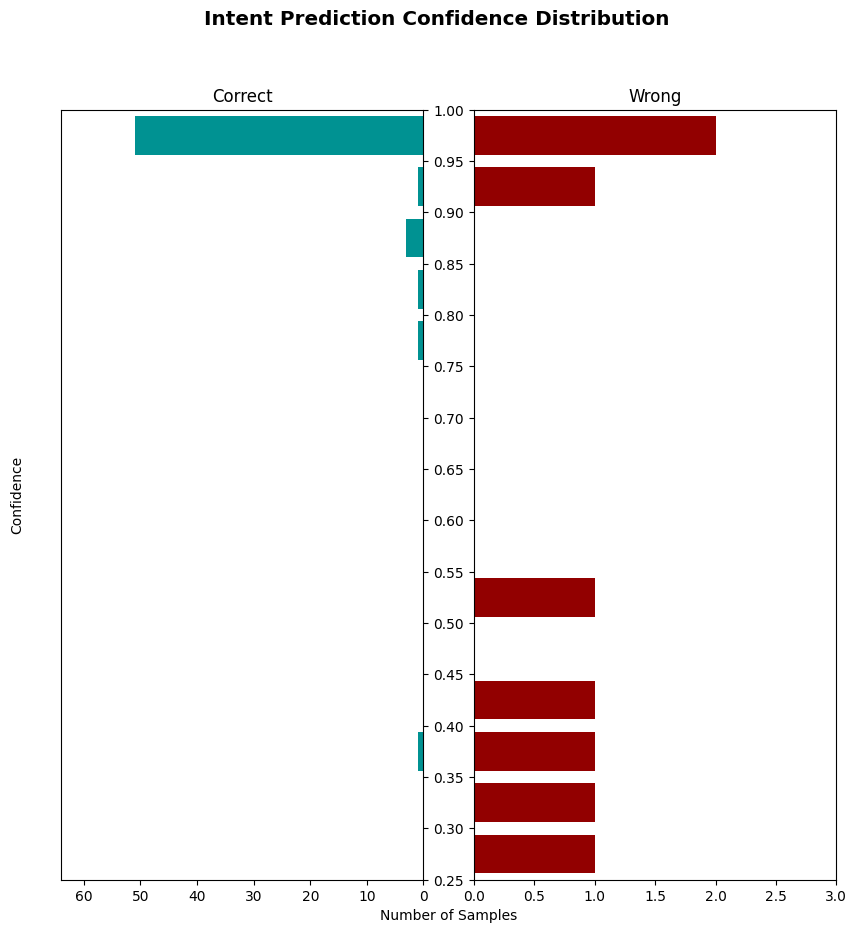 Intent Prediction Confidence Distribution
Correct
Wrong
1.00
0.95
0.90
0.85
0.80
0.75
0.70
0.65
0.60
0.55
0.50
0.45
0.40
0.35
0.30
0.25
Confidence
60 50 40 30 20 10 0
0.0 0.5 1.0 1.5 2.0 2.5 3.0
Number of Samples